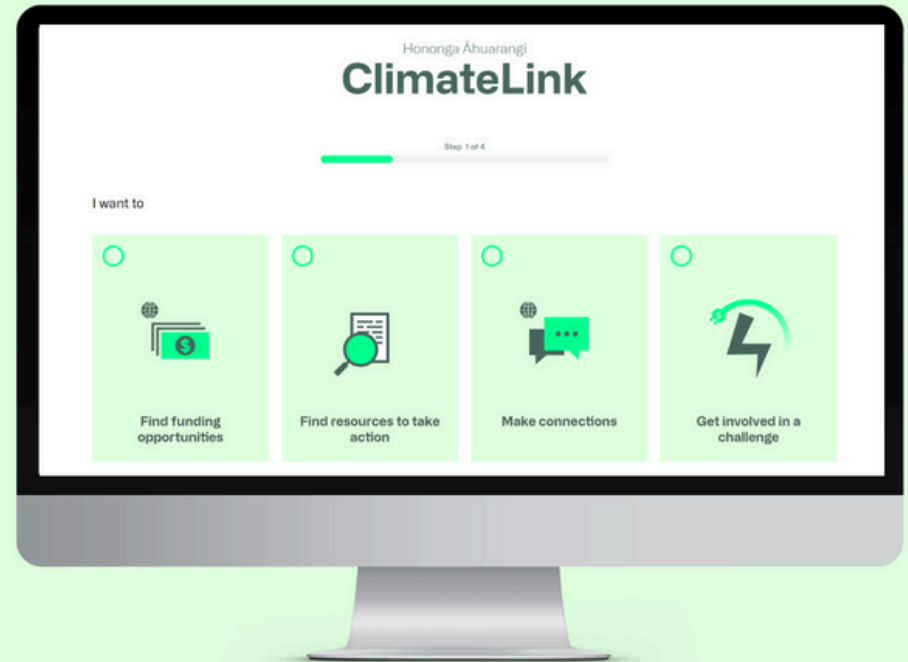 Hononga Āhuarangi
ClimateLink
Step 1 of 4
I want to
Find funding
opportunities
Find resources to take
action
Make connections
Get involved in a
challenge